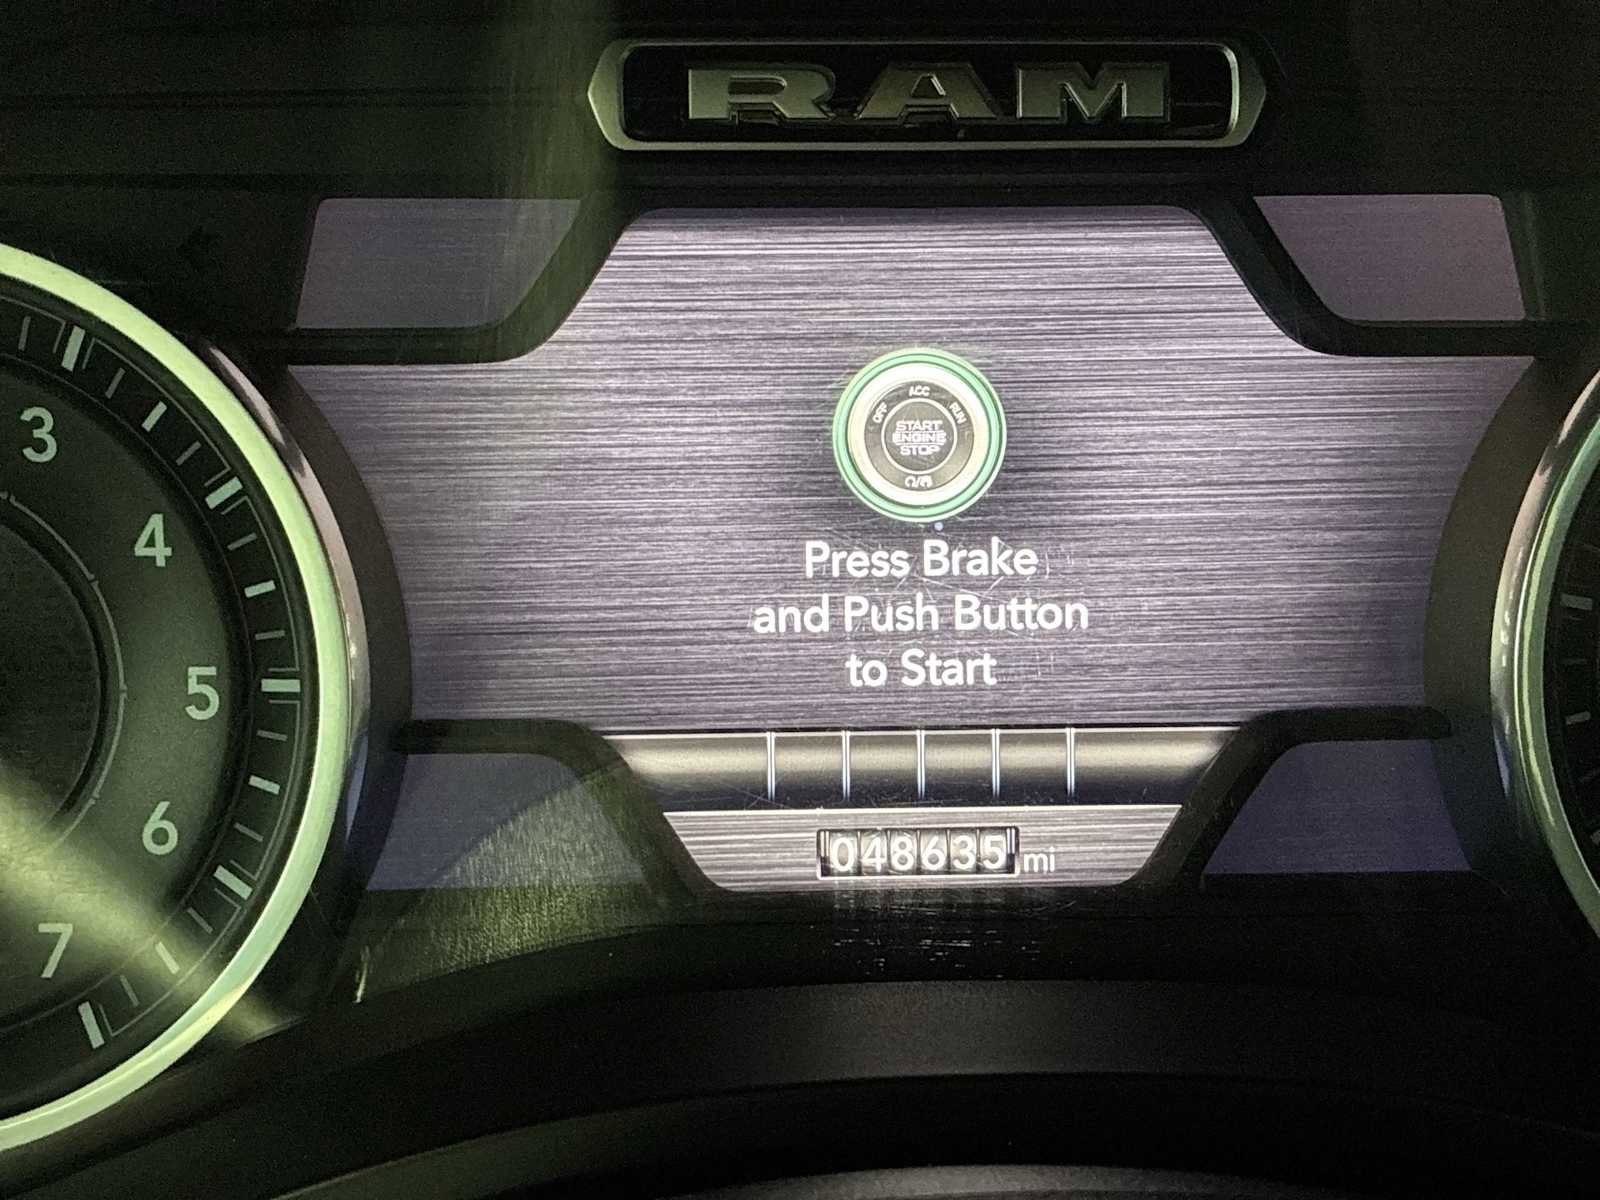 RAM
OFF ACC RUN
START
ENGINE
STOP
Press Brake
and Push Button
to Start
048635 mi
3
4
5
6
7